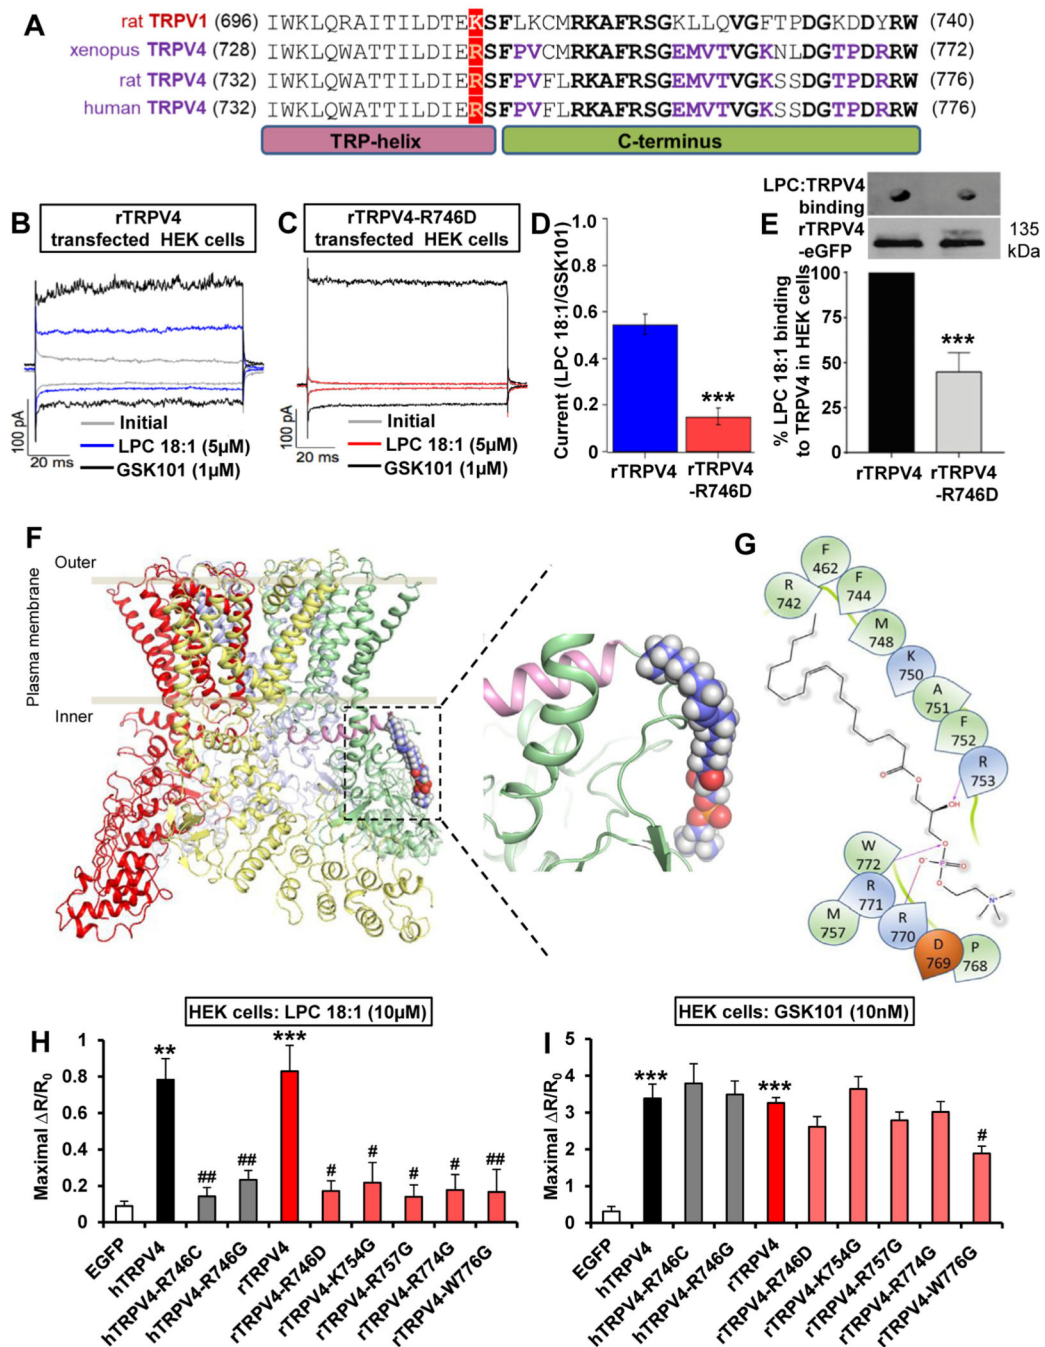 A
rat TRPV1 (696) IWKLQRAITILDTEKSFLKCMRKAFRSGKLLQVGFTPDGKDDYRW (740)
xenopus TRPV4 (728) IWKLQWATTILDIERSFPVCMRKAFRSGEMVTVGKNLDGTPDRRW (772)
rat TRPV4 (732) IWKLQWATTILDIERSFPVFLRKAFRSGEMVTVGKSSDGTPDRRW (776)
human TRPV4 (732) IWKLQWATTILDIERSFPVFLRKAFRSGEMVTVGKSSDGTPDRRW (776)
TRP-helix
C-terminus
B
rTRPV4
transfected HEK cells
100 pA
20 ms
Initial
LPC 18:1 (5µM)
GSK101 (1µM)
C
rTRPV4-R746D
transfected HEK cells
100 pA
20 ms
Initial
LPC 18:1 (5µM)
GSK101 (1µM)
D
Current (LPC 18:1/GSK101)
1.0
0.8
0.6
0.4
0.2
0
***
rTRPV4
rTRPV4
-R746D
E
LPC:TRPV4
binding
rTRPV4
-eGFP
135
kDa
% LPC 18:1 binding
to TRPV4 in HEK cells
100
75
50
25
0
***
rTRPV4
rTRPV4
-R746D
F
Plasma membrane
Outer
Inner
G
F
462
R
742
F
744
M
748
K
750
A
751
F
752
R
753
O
O
OH
O
O⁻
P
O
O
N⁺
W
772
R
771
M
757
R
770
D
769
P
768
H
HEK cells: LPC 18:1 (10µM)
Maximal ΔR/R0
1
0.8
0.6
0.4
0.2
0
**
##
##
***
#
#
#
#
##
EGFP
hTRPV4
hTRPV4-R746C
hTRPV4-R746G
rTRPV4
rTRPV4-R746D
rTRPV4-K754G
rTRPV4-R757G
rTRPV4-R774G
rTRPV4-W776G
I
HEK cells: GSK101 (10nM)
Maximal ΔR/R0
5
4
3
2
1
0
***
***
#
EGFP
hTRPV4
hTRPV4-R746C
hTRPV4-R746G
rTRPV4
rTRPV4-R746D
rTRPV4-K754G
rTRPV4-R757G
rTRPV4-R774G
rTRPV4-W776G